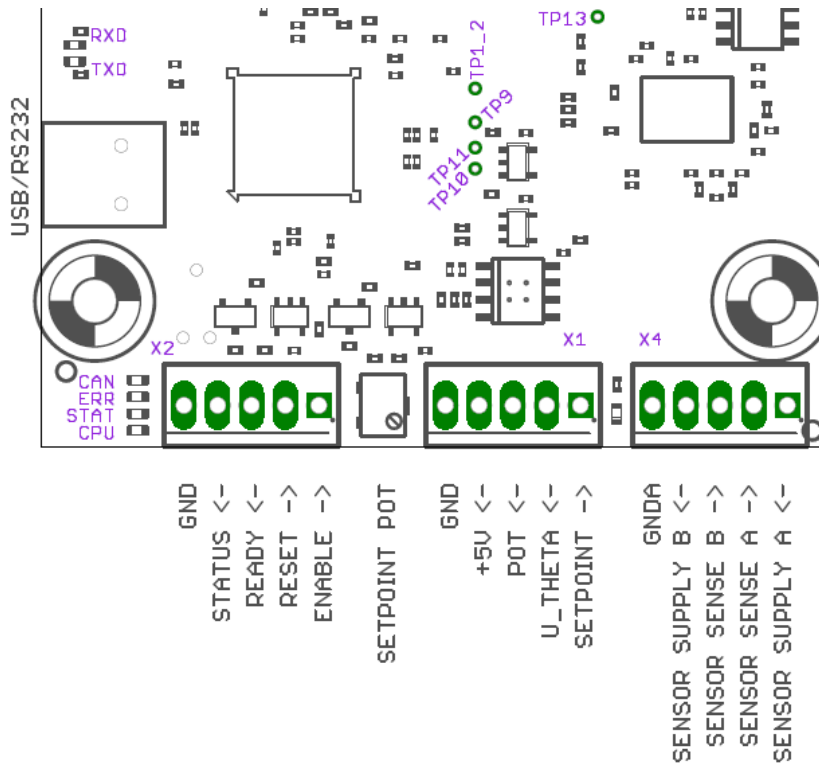 TP13
RXD
TP1_2
TXD
TP9
USB/RS232
TP11
TP10
X2
X1
X4
CAN
ERR
STAT
CPU
GND
STATUS <-
READY <-
RESET ->
ENABLE ->
SETPOINT POT
GND
+5V <-
POT <-
U_THETA <-
SETPOINT ->
GNDA
SENSOR SUPPLY B <-
SENSOR SENSE B ->
SENSOR SENSE A ->
SENSOR SUPPLY A <-